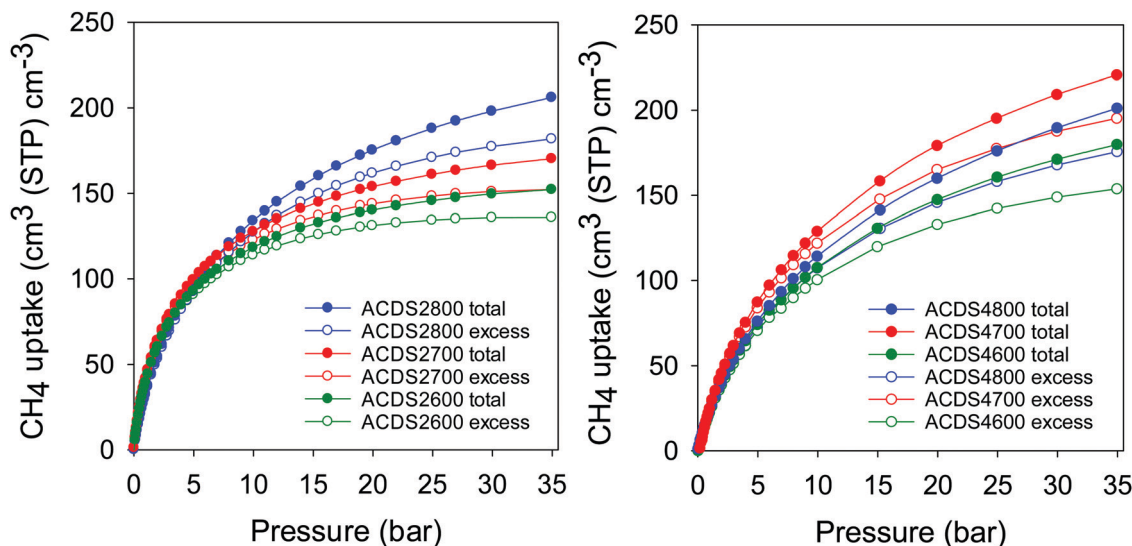 CH4 uptake (cm3 (STP) cm-3)
250
200
150
100
50
0
ACDS2800 total
ACDS2800 excess
ACDS2700 total
ACDS2700 excess
ACDS2600 total
ACDS2600 excess
0 5 10 15 20 25 30 35
Pressure (bar)
CH4 uptake (cm3 (STP) cm-3)
250
200
150
100
50
0
ACDS4800 total
ACDS4700 total
ACDS4600 total
ACDS4800 excess
ACDS4700 excess
ACDS4600 excess
0 5 10 15 20 25 30 35
Pressure (bar)